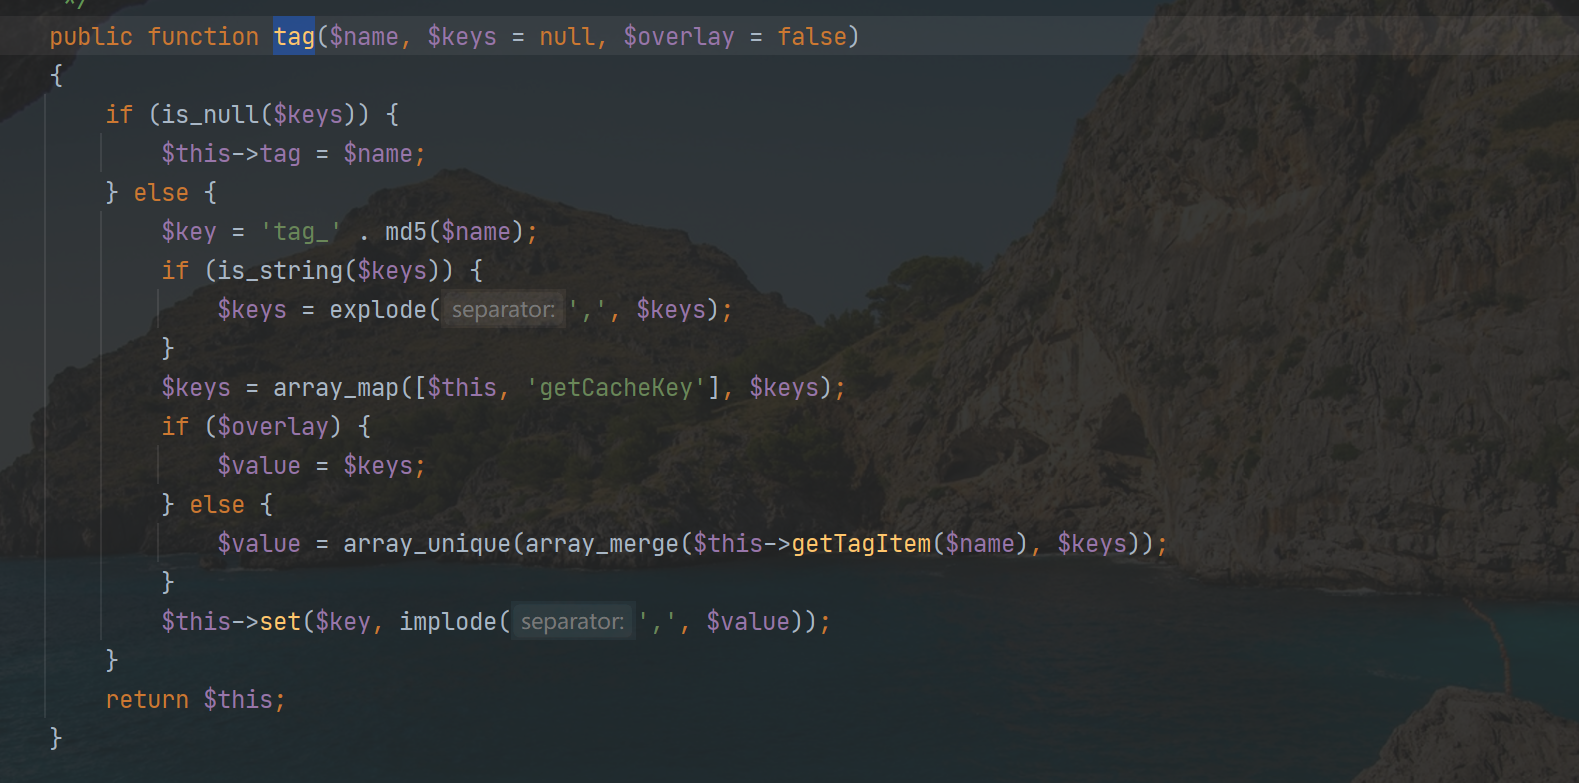 */
public function tag($name, $keys = null, $overlay = false)
{
if (is_null($keys)) {
$this->tag = $name;
} else {
$key = 'tag_' . md5($name);
if (is_string($keys)) {
$keys = explode( separator: ',', $keys);
}
$keys = array_map([$this, 'getCacheKey'], $keys);
if ($overlay) {
$value = $keys;
} else {
$value = array_unique(array_merge($this->getTagItem($name), $keys));
}
$this->set($key, implode( separator: ',', $value));
}
return $this;
}